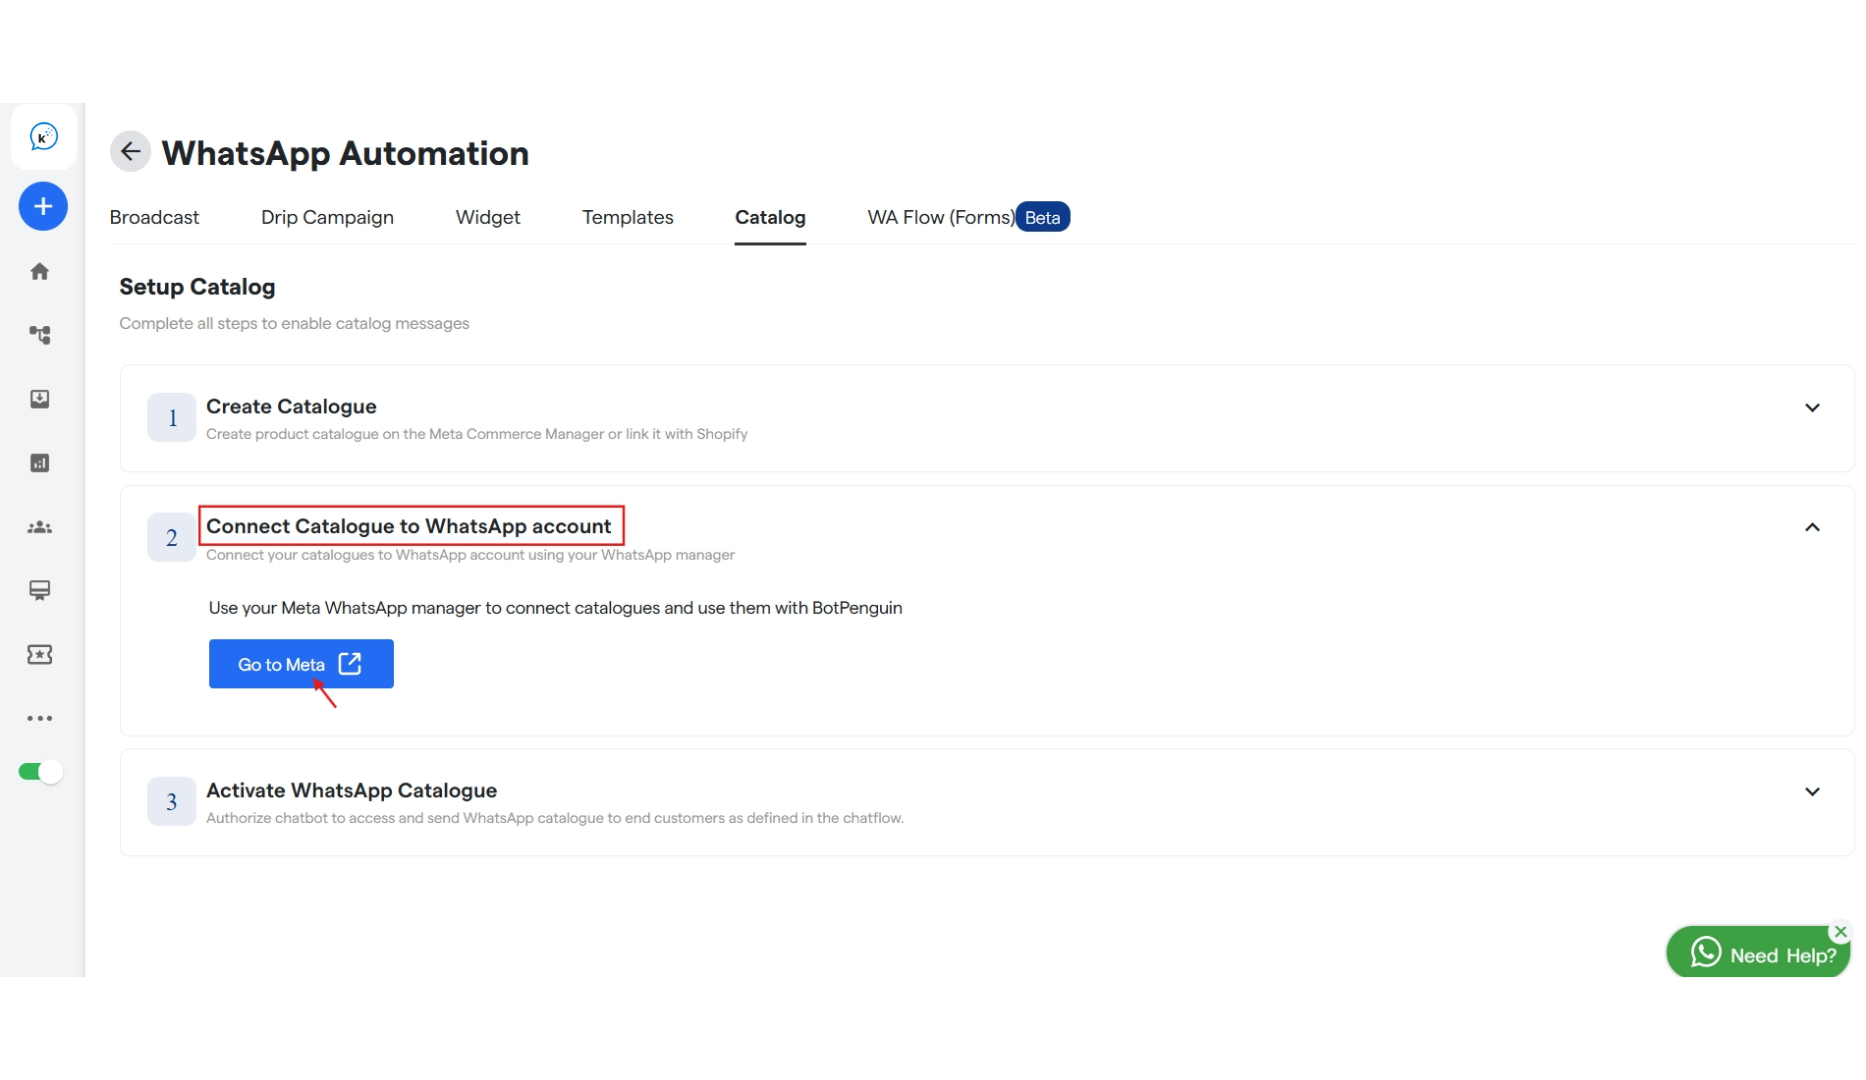 K
WhatsApp Automation
Broadcast Drip Campaign Widget Templates Catalog WA Flow (Forms) Beta
Setup Catalog
Complete all steps to enable catalog messages
1 Create Catalogue
Create product catalogue on the Meta Commerce Manager or link it with Shopify
2 Connect Catalogue to WhatsApp account
Connect your catalogues to WhatsApp account using your WhatsApp manager
Use your Meta WhatsApp manager to connect catalogues and use them with BotPenguin
Go to Meta
3 Activate WhatsApp Catalogue
Authorize chatbot to access and send WhatsApp catalogue to end customers as defined in the chatflow.
Need Help?